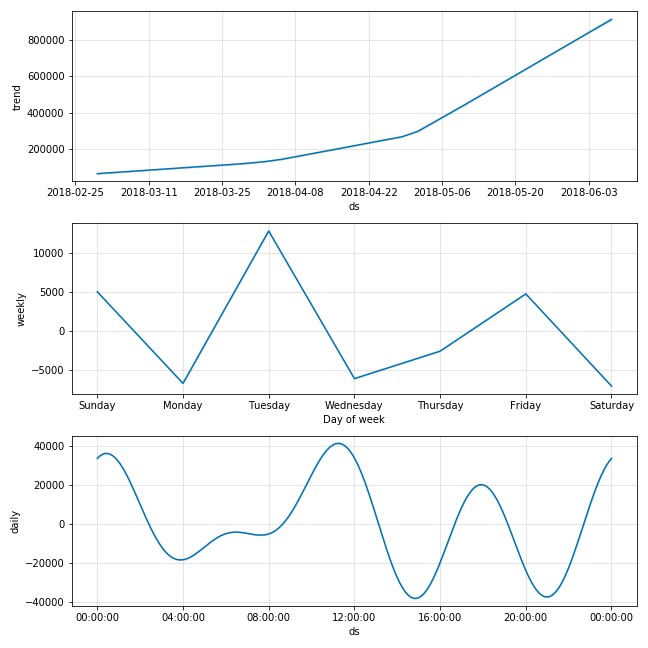 800000
600000
400000
200000
trend
2018-02-25 2018-03-11 2018-03-25 2018-04-08 2018-04-22 2018-05-06 2018-05-20 2018-06-03
ds
10000
5000
0
−5000
weekly
Sunday Monday Tuesday Wednesday Thursday Friday Saturday
Day of week
40000
20000
0
−20000
−40000
daily
00:00:00 04:00:00 08:00:00 12:00:00 16:00:00 20:00:00 00:00:00
ds